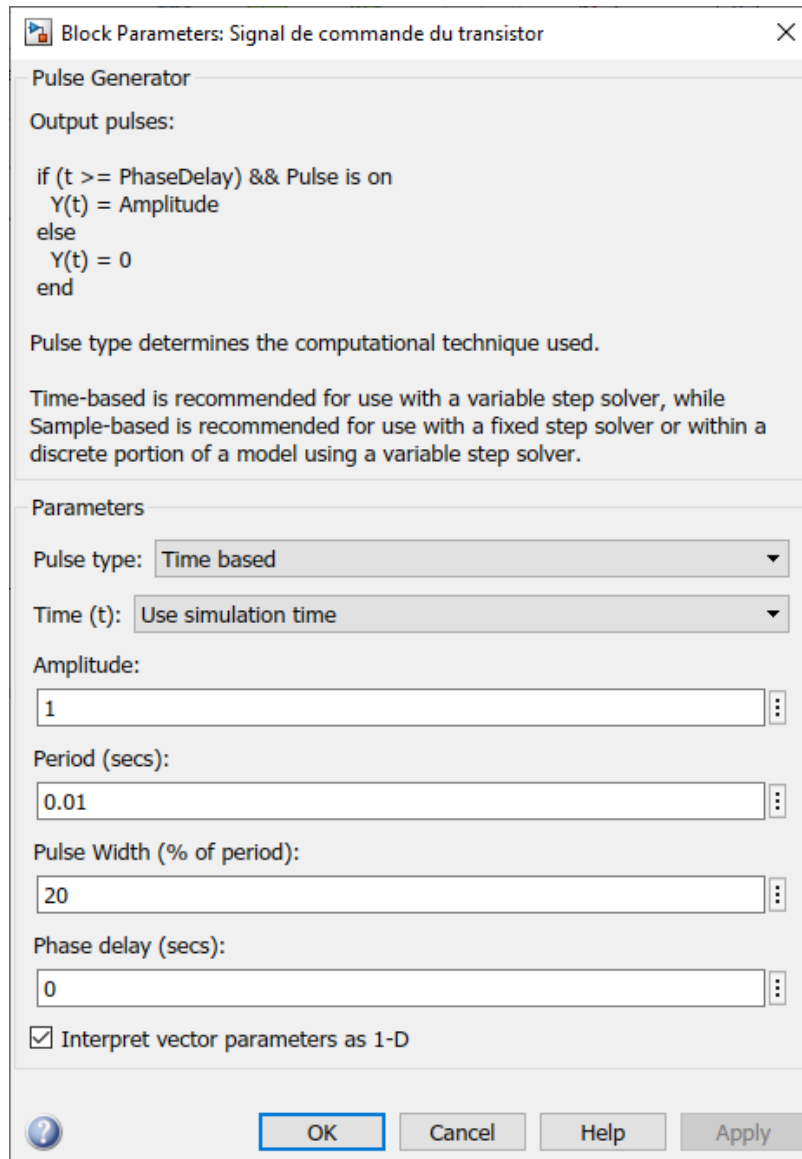 Block Parameters: Signal de commande du transistor
Pulse Generator
Output pulses:
if (t >= PhaseDelay) && Pulse is on
Y(t) = Amplitude
else
Y(t) = 0
end
Pulse type determines the computational technique used.
Time-based is recommended for use with a variable step solver, while
Sample-based is recommended for use with a fixed step solver or within a
discrete portion of a model using a variable step solver.
Parameters
Pulse type: Time based
Time (t): Use simulation time
Amplitude:
1
Period (secs):
0.01
Pulse Width (% of period):
20
Phase delay (secs):
0
Interpret vector parameters as 1-D
? OK Cancel Help Apply